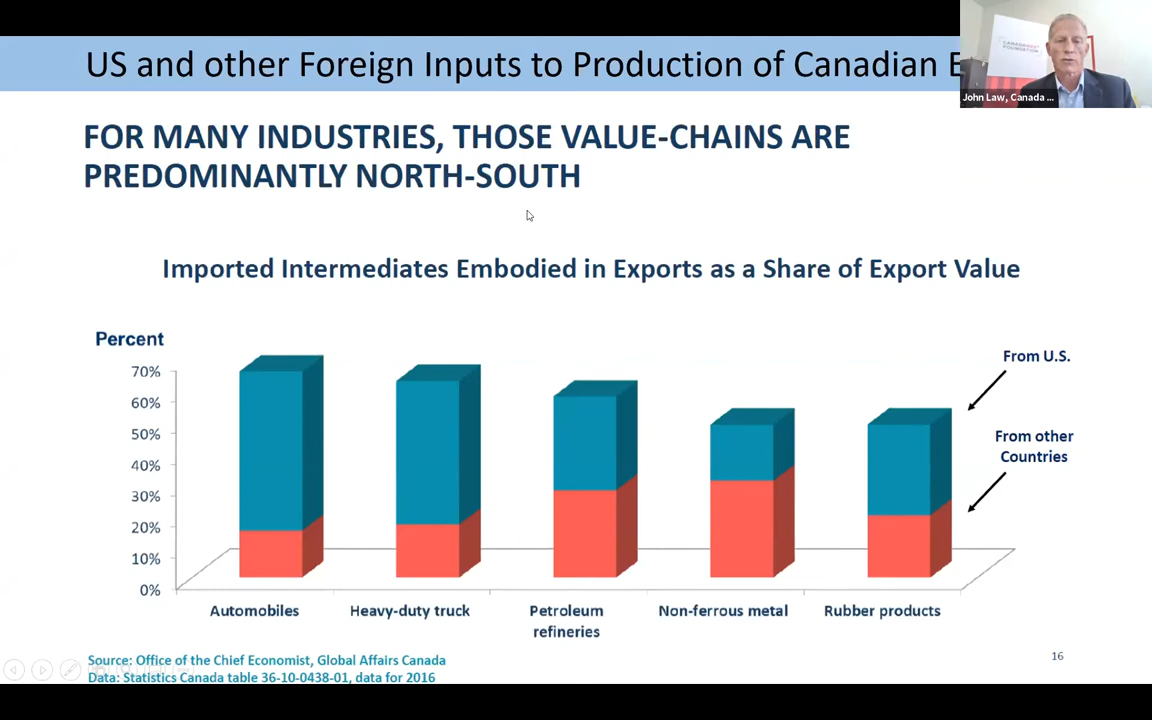 US and other Foreign Inputs to Production of Canadian E
John Law, Canada ...
FOR MANY INDUSTRIES, THOSE VALUE-CHAINS ARE
PREDOMINANTLY NORTH-SOUTH
Imported Intermediates Embodied in Exports as a Share of Export Value
Percent
70%
60%
50%
40%
30%
20%
10%
0%
From U.S.
From other
Countries
Automobiles
Heavy-duty truck
Petroleum
refineries
Non-ferrous metal
Rubber products
Source: Office of the Chief Economist, Global Affairs Canada
Data: Statistics Canada table 36-10-0438-01, data for 2016
16